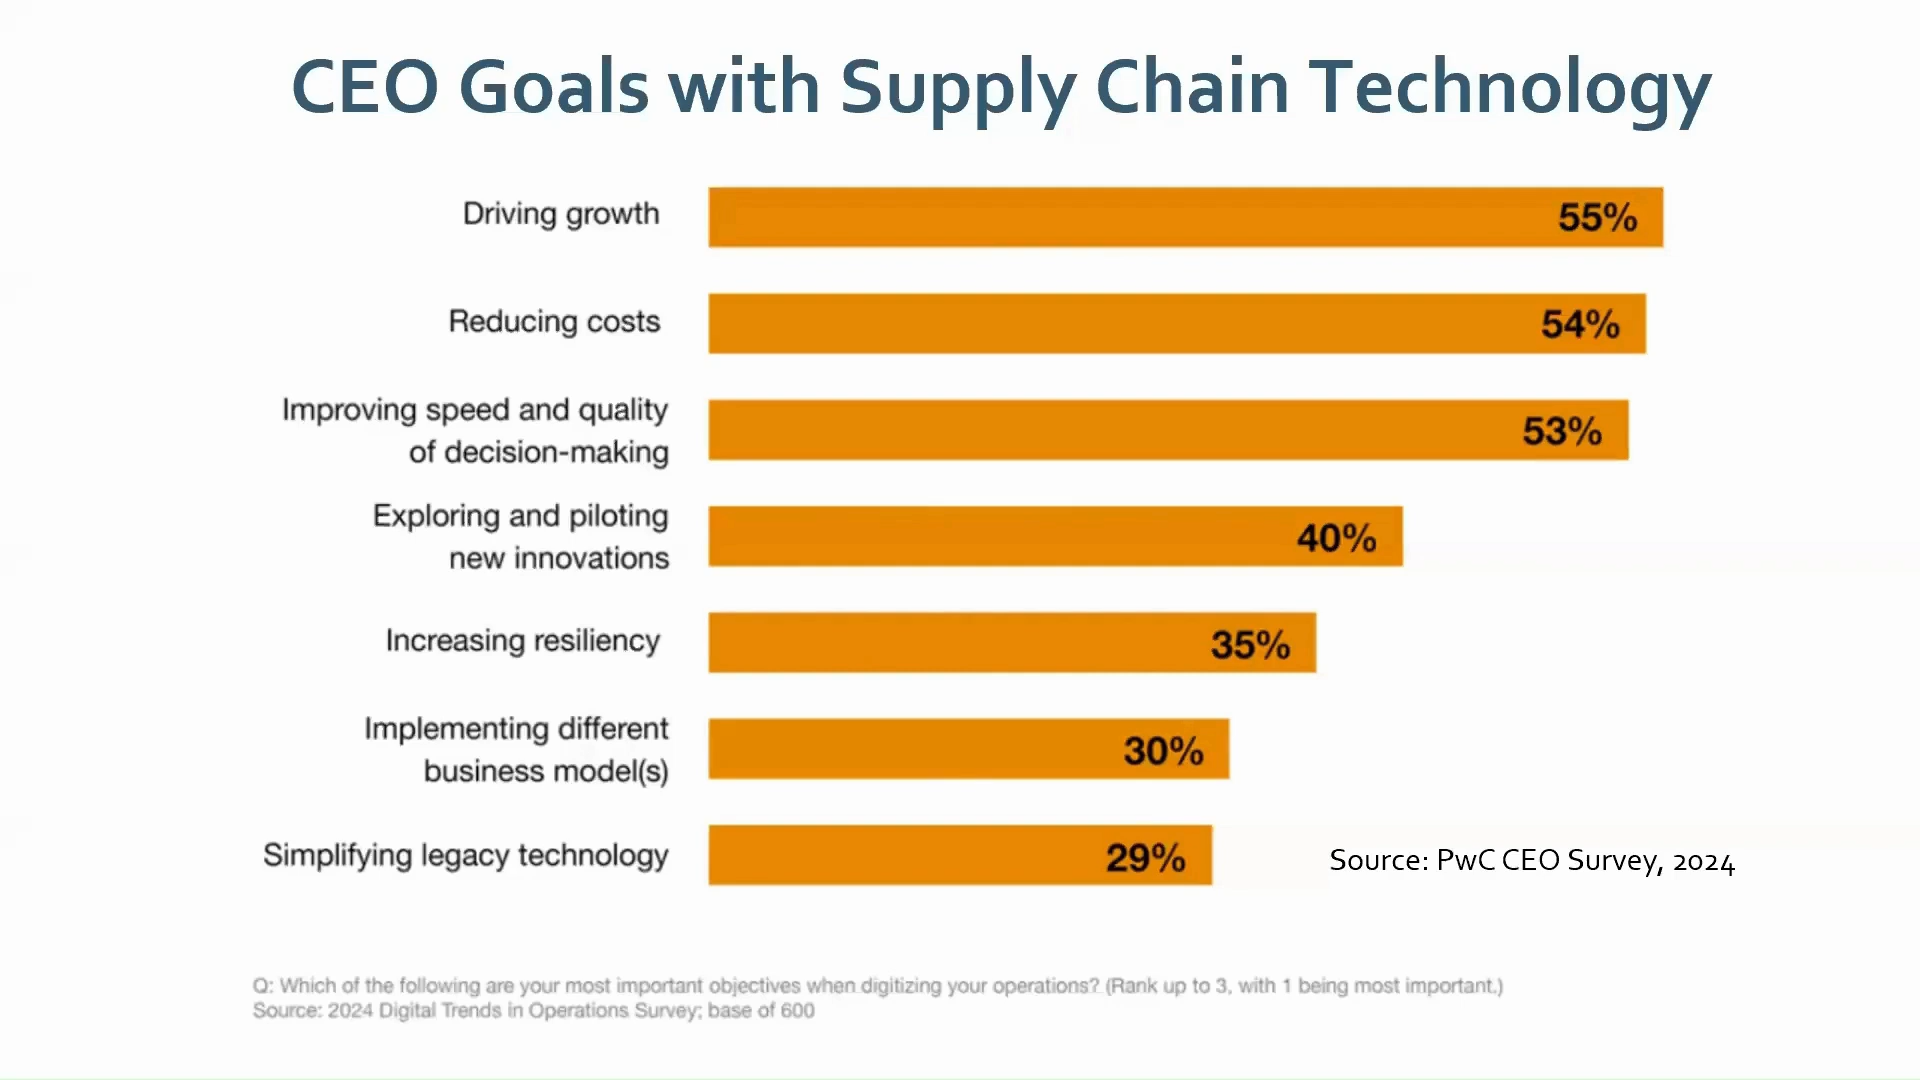 CEO Goals with Supply Chain Technology
Driving growth
55%
Reducing costs
54%
Improving speed and quality
of decision-making
53%
Exploring and piloting
new innovations
40%
Increasing resiliency
35%
Implementing different
business model(s)
30%
Simplifying legacy technology
29%
Source: PwC CEO Survey, 2024
Q: Which of the following are your most important objectives when digitizing your operations? (Rank up to 3, with 1 being most important.)
Source: 2024 Digital Trends in Operations Survey; base of 600